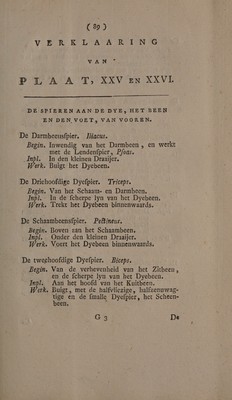 ( 89 )
VERKLAARING
VAN
PLAAT, XXV EN XXVI.
DE SPIEREN AAN DE DYE, HET BEEN
EN DEN VOET, VAN VOOREN.
De Darmbeenspier. Iliacus.
Begin. Inwendig van het Darmbeen, en werkt
met de Lendenspier, Psoas.
Inpl. In den kleinen Draaijer.
Werk. Buigt het Dyebeen.
De Driehoofdige Dyespier. Triceps.
Begin. Van het Schaam- en Darmbeen.
Inpl. In de scherpe lyn van het Dyebeen.
Werk. Trekt het Dyebeen binnenwaards.
De Schaambeenspier. Pectineus.
Begin. Boven aan het Schaambeen.
Inpl. Onder den kleinen Draaijer.
Werk. Voert het Dyebeen binnenwaards.
De tweehoofdige Dyespier. Biceps.
Begin. Van de verhevenheid van het Zitbeen,
en de scherpe lyn van het Dyebeen.
Inpl. Aan het hoofd van het Kuitbeen.
Werk. Buigt, met de halfvliezige, halfzenuwag-
tige en de smalle Dyespier, het Scheen-
been.
G 3 De